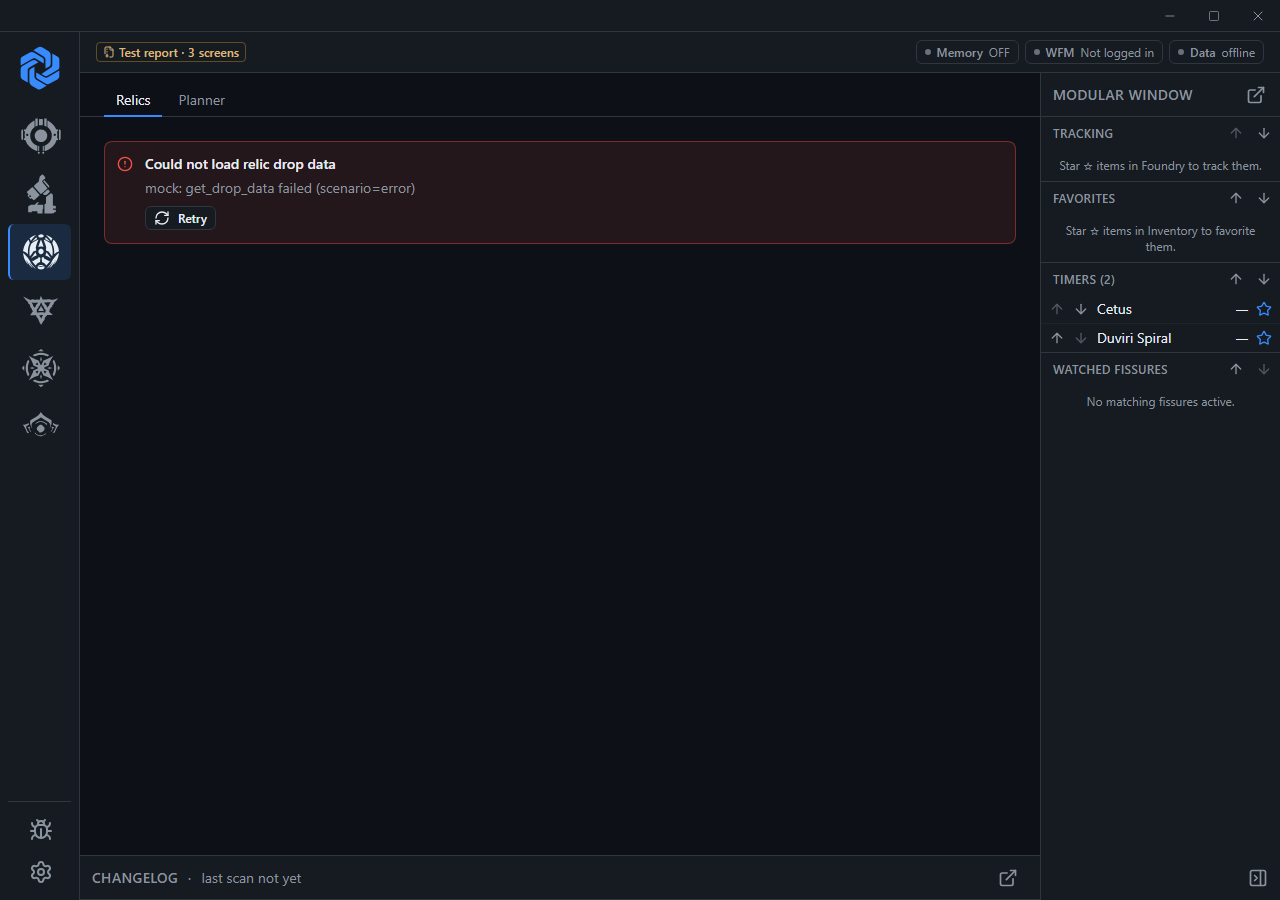 Test report · 3 screens
Memory OFF
WFM Not logged in
Data offline
Relics
Planner
Could not load relic drop data
mock: get_drop_data failed (scenario=error)
Retry
MODULAR WINDOW
TRACKING
Star ☆ items in Foundry to track them.
FAVORITES
Star ☆ items in Inventory to favorite
them.
TIMERS (2)
Cetus —
Duviri Spiral —
WATCHED FISSURES
No matching fissures active.
CHANGELOG · last scan not yet